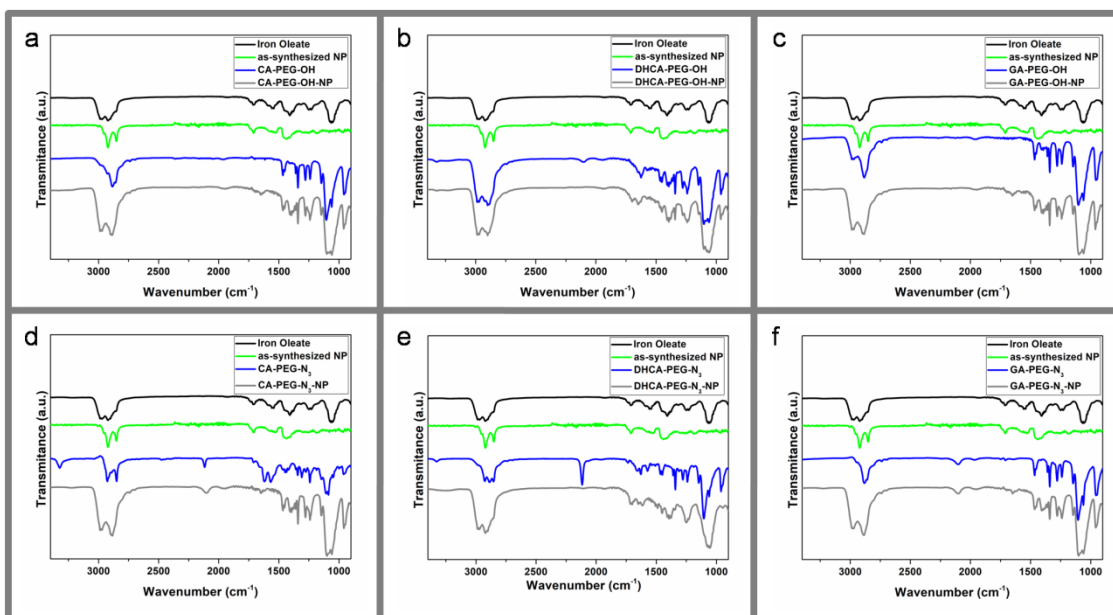 a
Iron Oleate
as-synthesized NP
CA-PEG-OH
CA-PEG-OH-NP
Transmitance (a.u.)
3000 2500 2000 1500 1000
Wavenumber (cm⁻¹)
b
Iron Oleate
as-synthesized NP
DHCA-PEG-OH
DHCA-PEG-OH-NP
Transmitance (a.u.)
3000 2500 2000 1500 1000
Wavenumber (cm⁻¹)
c
Iron Oleate
as-synthesized NP
GA-PEG-OH
GA-PEG-OH-NP
Transmitance (a.u.)
3000 2500 2000 1500 1000
Wavenumber (cm⁻¹)
d
Iron Oleate
as-synthesized NP
CA-PEG-N₃
CA-PEG-N₃-NP
Transmitance (a.u.)
3000 2500 2000 1500 1000
Wavenumber (cm⁻¹)
e
Iron Oleate
as-synthesized NP
DHCA-PEG-N₃
DHCA-PEG-N₃-NP
Transmitance (a.u.)
3000 2500 2000 1500 1000
Wavenumber (cm⁻¹)
f
Iron Oleate
as-synthesized NP
GA-PEG-N₃
GA-PEG-N₃-NP
Transmitance (a.u.)
3000 2500 2000 1500 1000
Wavenumber (cm⁻¹)